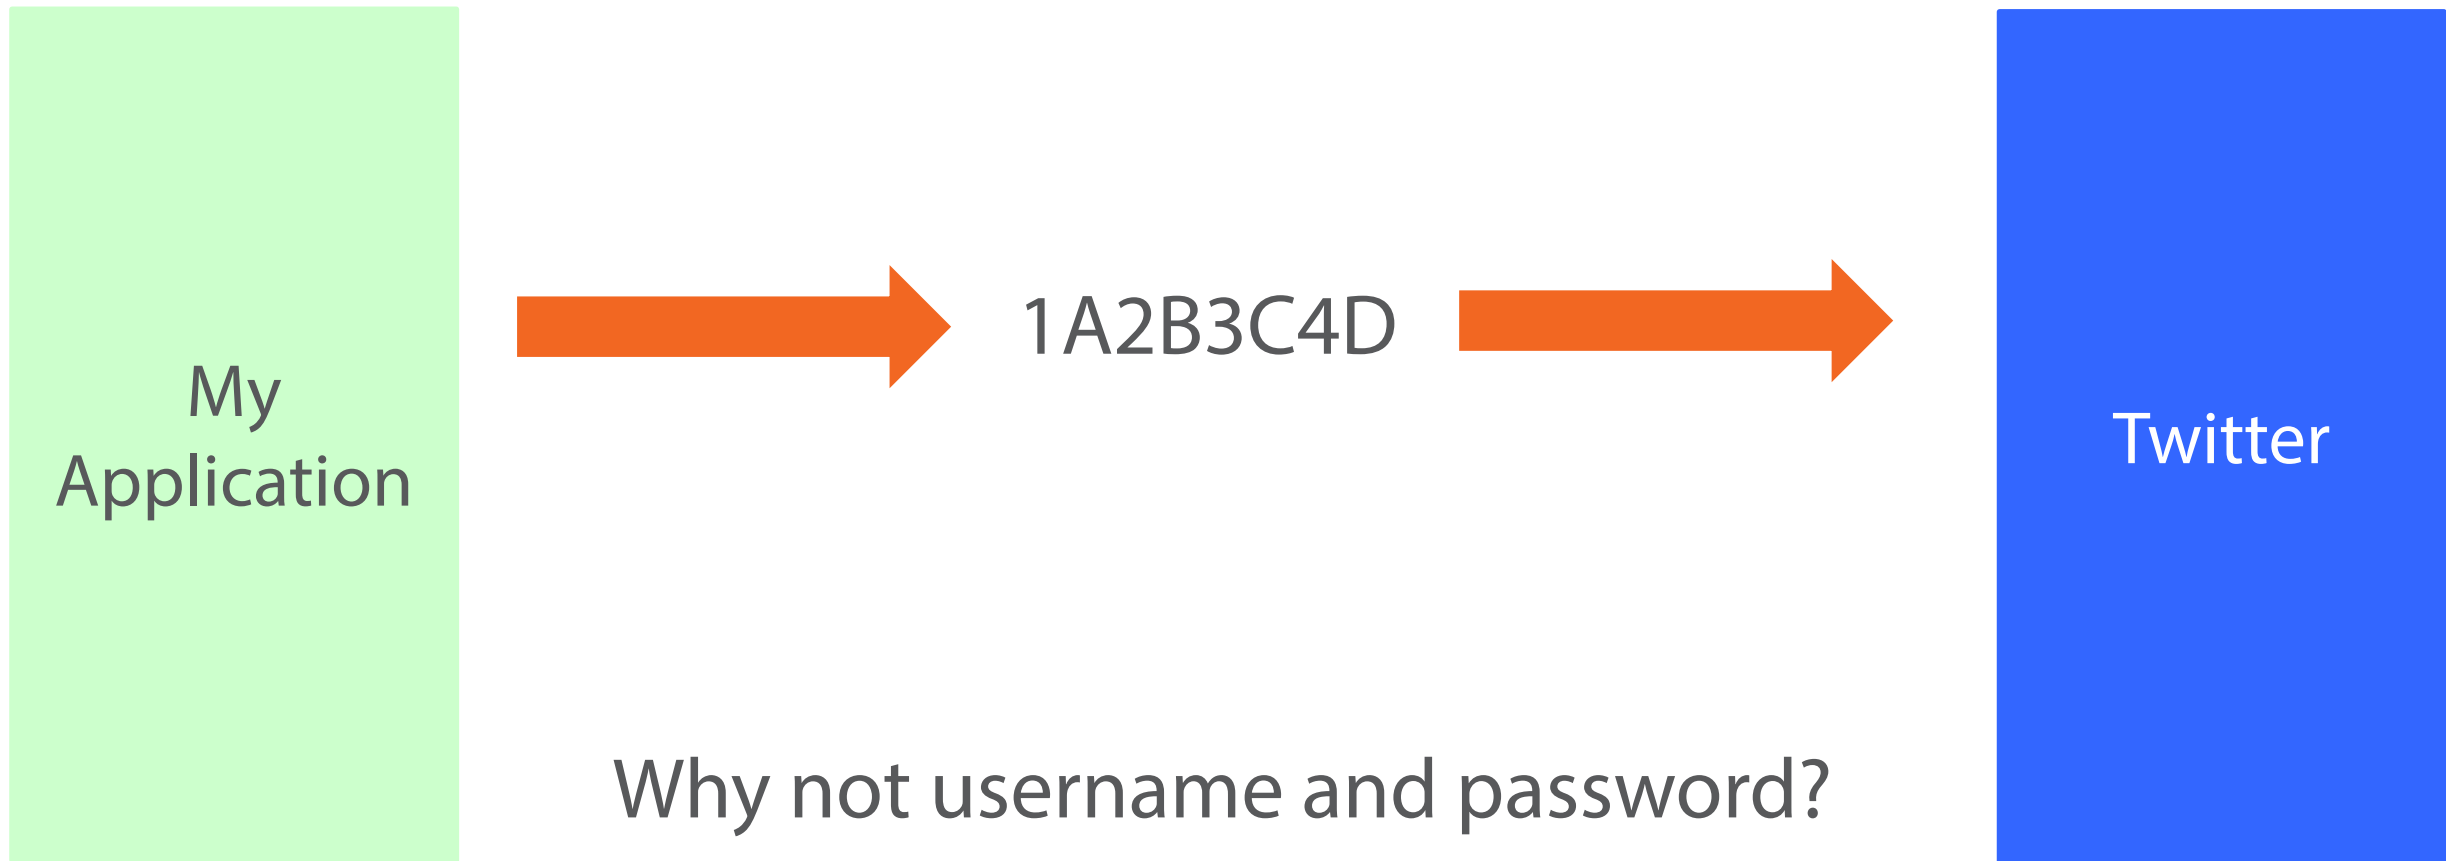 My
Application
1A2B3C4D
Twitter
Why not username and password?